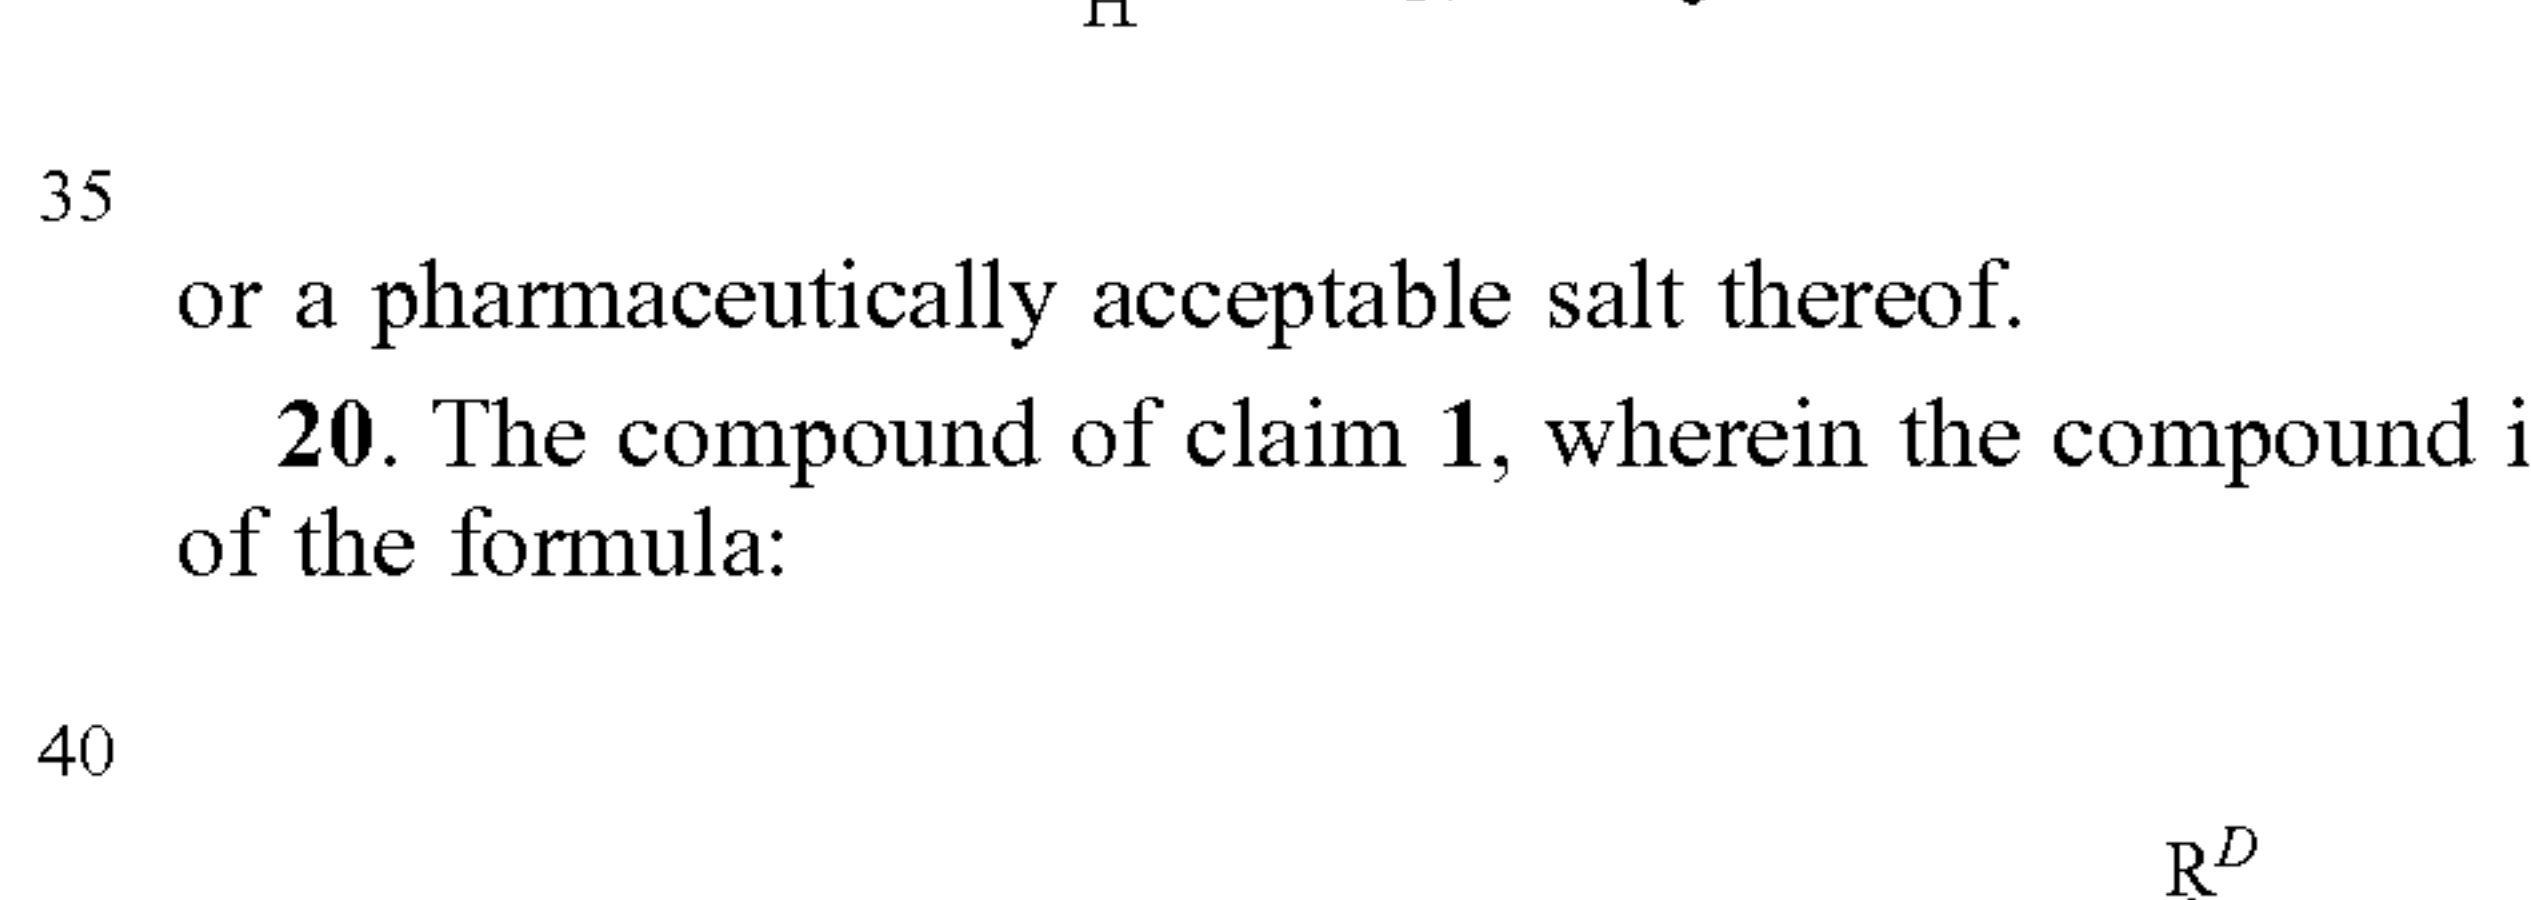 H
35
or a pharmaceutically acceptable salt thereof.
20. The compound of claim 1, wherein the compound i
of the formula:
40
R^D